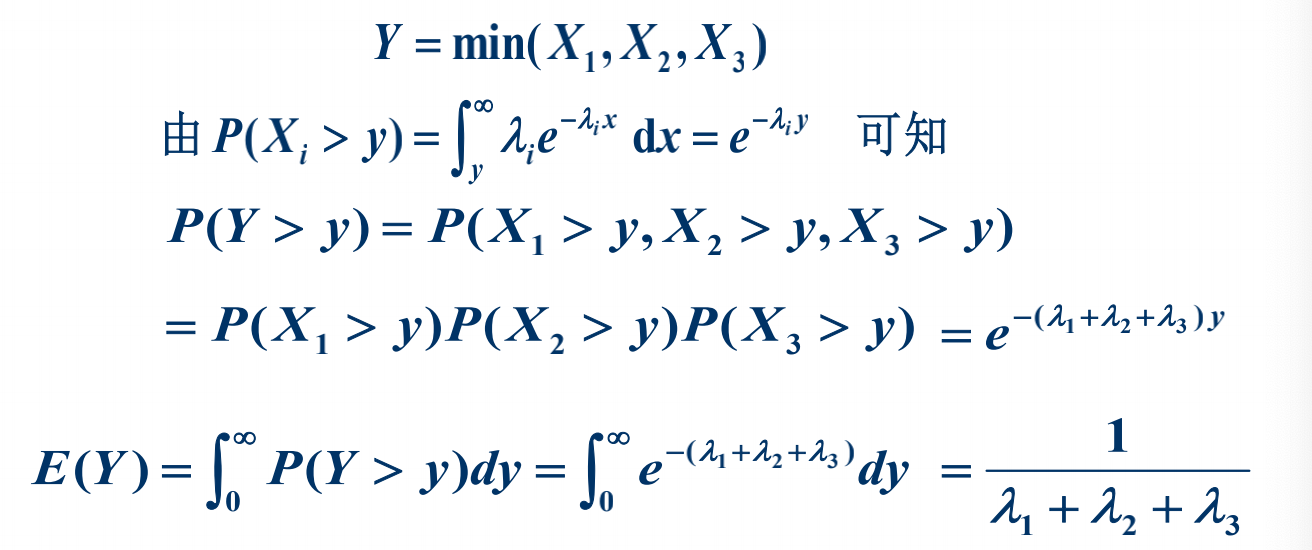 Y = min(X₁, X₂, X₃)
由 P(Xᵢ > y) = ∫_y^∞ λᵢe^{−λᵢx} dx = e^{−λᵢy} 可知
P(Y > y) = P(X₁ > y, X₂ > y, X₃ > y)
= P(X₁ > y)P(X₂ > y)P(X₃ > y) = e^{−(λ₁+λ₂+λ₃)y}
E(Y) = ∫_0^∞ P(Y > y)dy = ∫_0^∞ e^{−(λ₁+λ₂+λ₃)}dy = \frac{1}{λ₁ + λ₂ + λ₃}